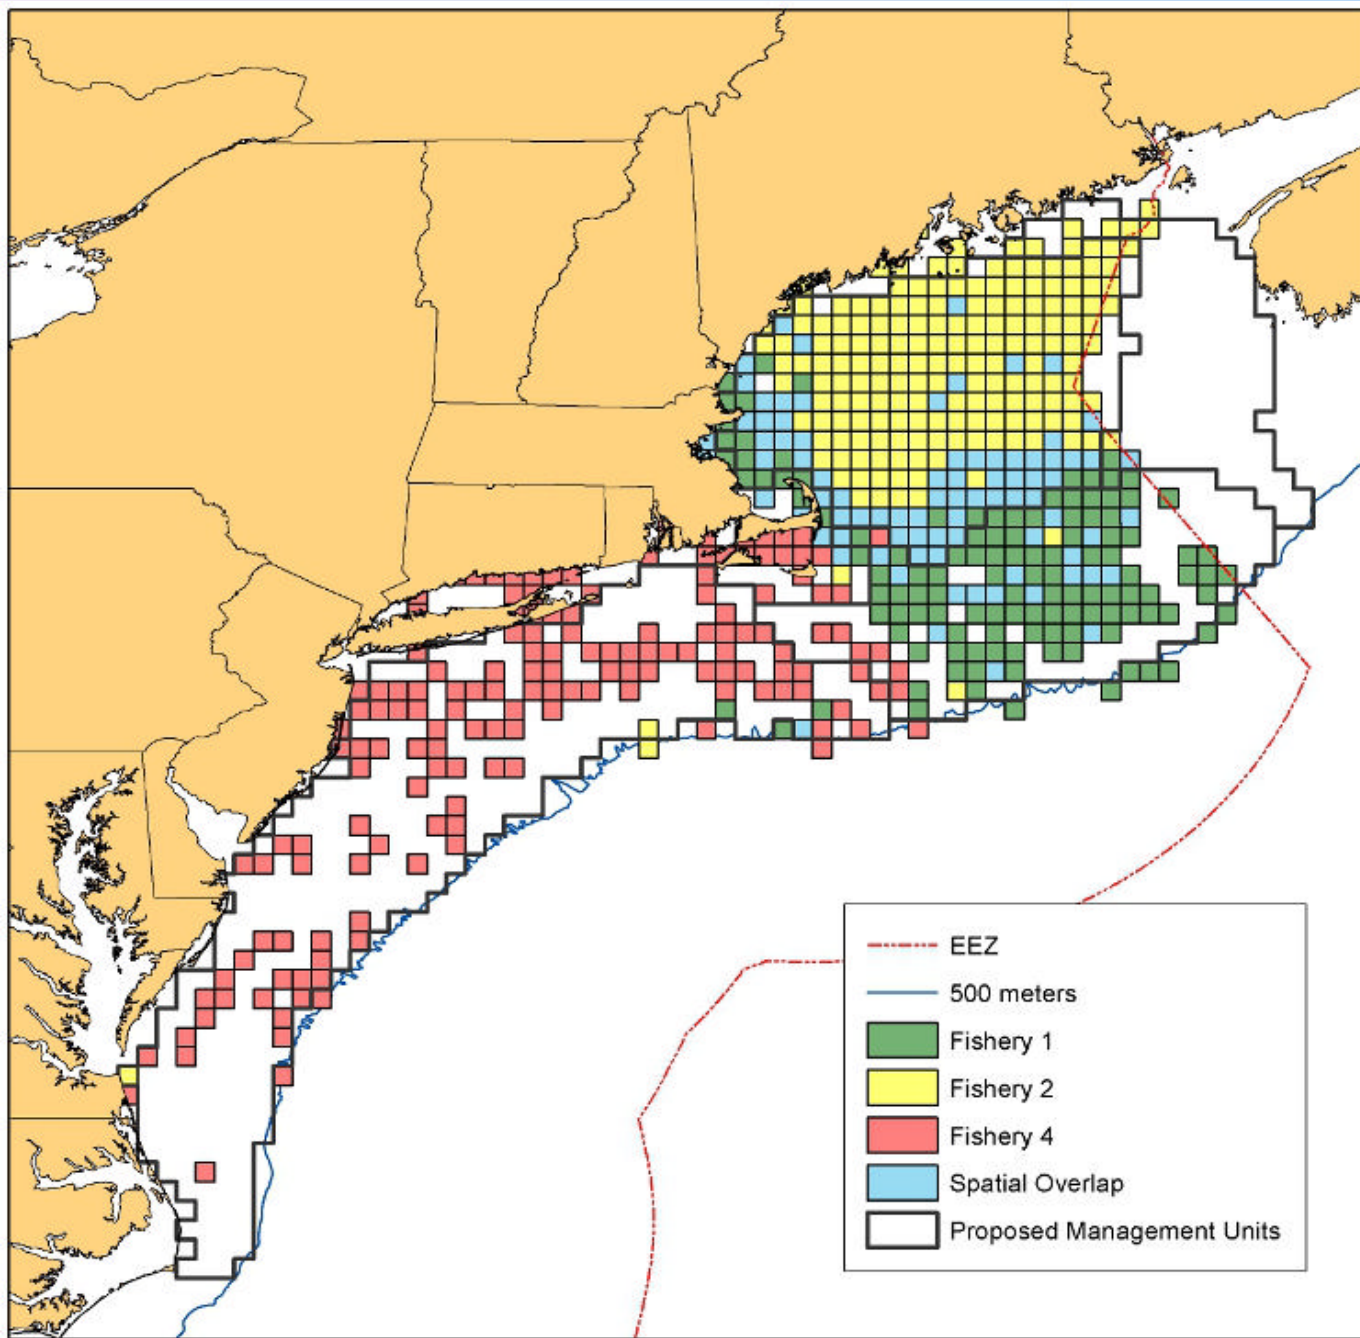 EEZ
500 meters
Fishery 1
Fishery 2
Fishery 4
Spatial Overlap
Proposed Management Units